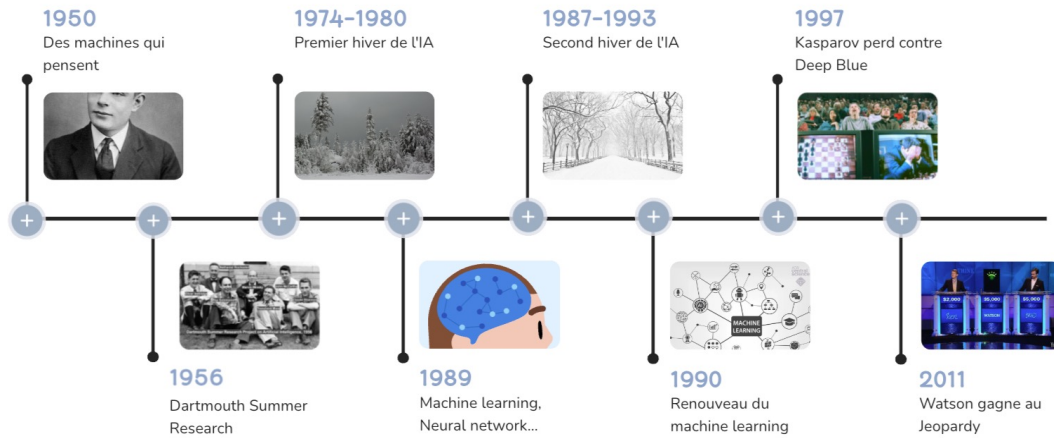 1950
Des machines qui
pensent
1974-1980
Premier hiver de l'IA
1987-1993
Second hiver de l'IA
1997
Kasparov perd contre
Deep Blue
1956
Dartmouth Summer
Research
1989
Machine learning,
Neural network...
MACHINE
LEARNING
1990
Renouveau du
machine learning
2011
Watson gagne au
Jeopardy